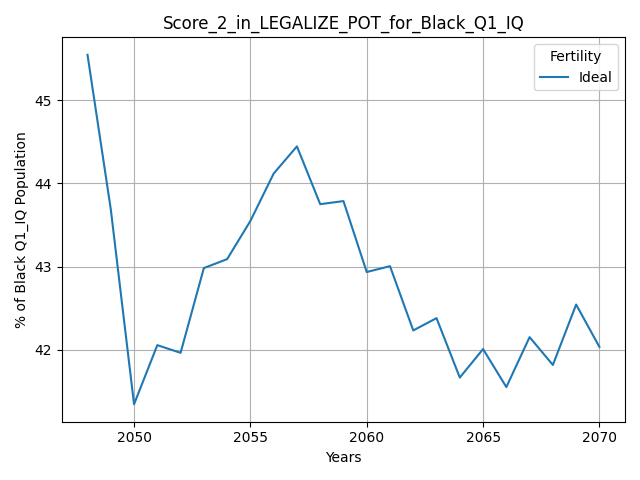 Score_2_in_LEGALIZE_POT_for_Black_Q1_IQ
Fertility
Ideal
% of Black Q1_IQ Population
45
44
43
42
2050 2055 2060 2065 2070
Years